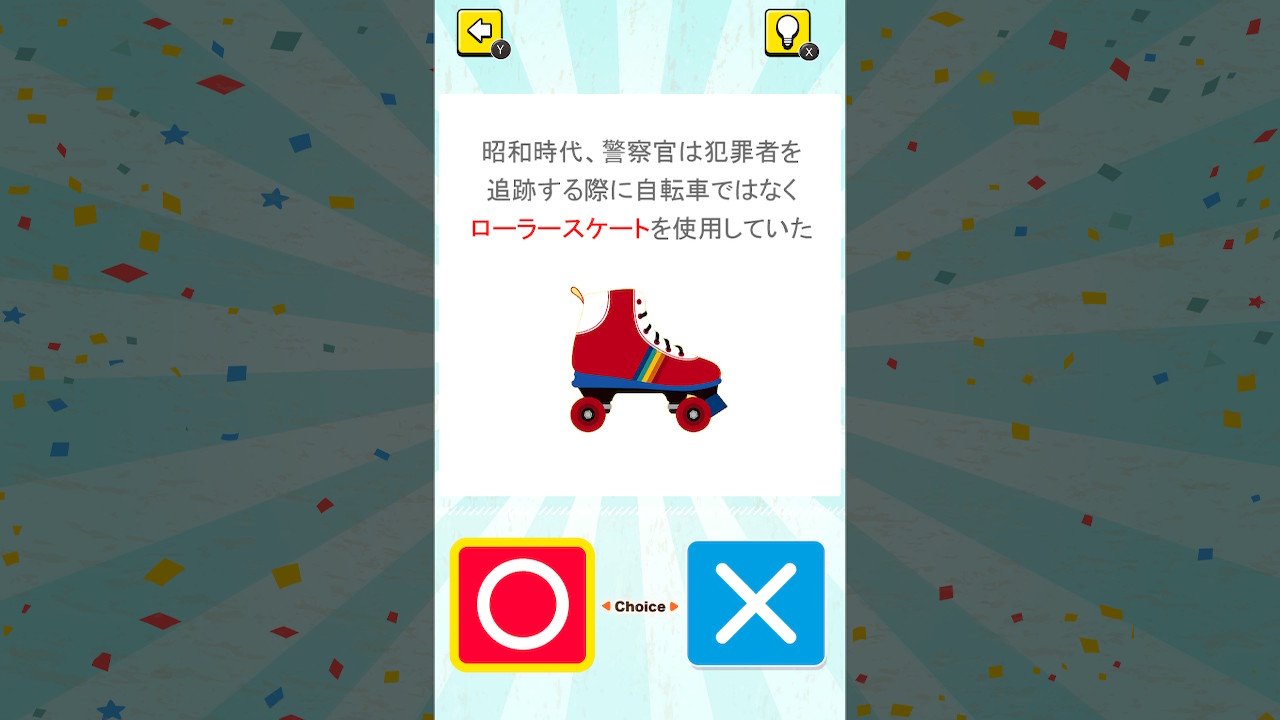 Y
X
昭和時代、警察官は犯罪者を
追跡する際に自転車ではなく
ローラースケートを使用していた
Choice